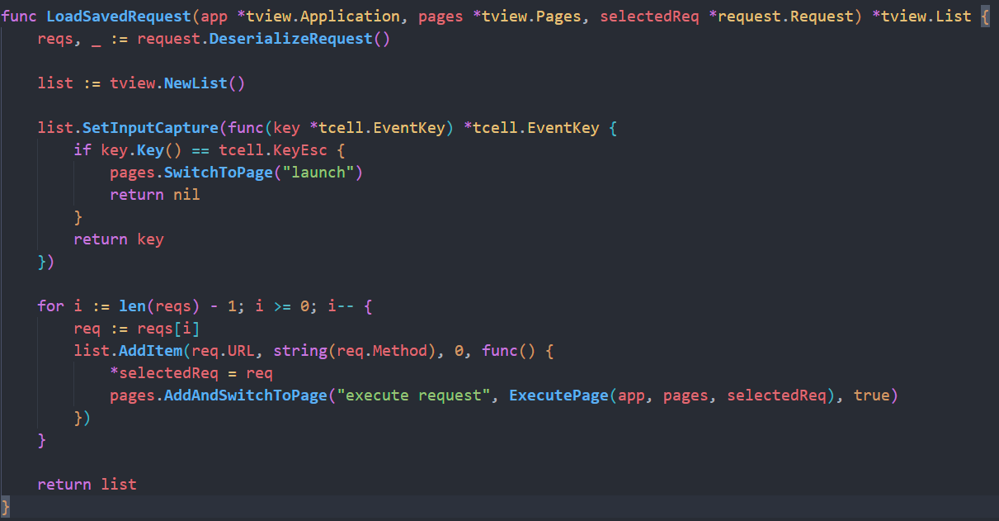 func LoadSavedRequest(app *tview.Application, pages *tview.Pages, selectedReq *request.Request) *tview.List {
    reqs, _ := request.DeserializeRequest()

    list := tview.NewList()

    list.SetInputCapture(func(key *tcell.EventKey) *tcell.EventKey {
        if key.Key() == tcell.KeyEsc {
            pages.SwitchToPage("launch")
            return nil
        }
        return key
    })

    for i := len(reqs) - 1; i >= 0; i-- {
        req := reqs[i]
        list.AddItem(req.URL, string(req.Method), 0, func() {
            *selectedReq = req
            pages.AddAndSwitchToPage("execute request", ExecutePage(app, pages, selectedReq), true)
        })
    }

    return list
}